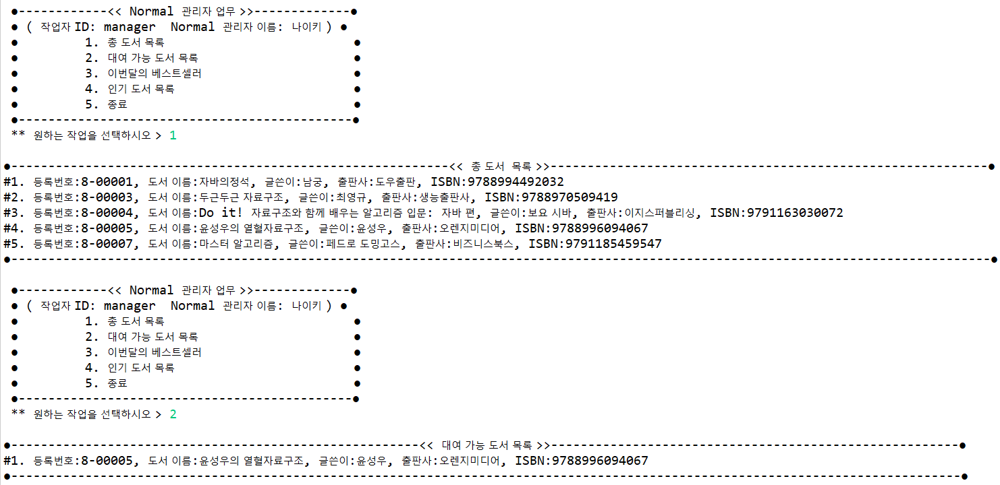 ●------------<< Normal 관리자 업무 >>-------------●
● ( 작업자 ID: manager  Normal 관리자 이름: 나이키 ) ●
●         1. 총 도서 목록                          ●
●         2. 대여 가능 도서 목록                     ●
●         3. 이번달의 베스트셀러                     ●
●         4. 인기 도서 목록                         ●
●         5. 종료                                 ●
●---------------------------------------------●
** 원하는 작업을 선택하시오 > 1
●-----------------------------------------------------------<< 총 도서  목록 >>-----------------------------------------------------------●
#1. 등록번호:8-00001, 도서 이름:자바의정석, 글쓴이:남궁, 출판사:도우출판, ISBN:9788994492032
#2. 등록번호:8-00003, 도서 이름:두근두근 자료구조, 글쓴이:최영규, 출판사:생능출판사, ISBN:9788970509419
#3. 등록번호:8-00004, 도서 이름:Do it! 자료구조와 함께 배우는 알고리즘 입문: 자바 편, 글쓴이:보요 시바, 출판사:이지스퍼블리싱, ISBN:9791163030072
#4. 등록번호:8-00005, 도서 이름:윤성우의 열혈자료구조, 글쓴이:윤성우, 출판사:오렌지미디어, ISBN:9788996094067
#5. 등록번호:8-00007, 도서 이름:마스터 알고리즘, 글쓴이:페드로 도밍고스, 출판사:비즈니스북스, ISBN:9791185459547
●------------------------------------------------------------------------------------------------------------------------------------●
●------------<< Normal 관리자 업무 >>-------------●
● ( 작업자 ID: manager  Normal 관리자 이름: 나이키 ) ●
●         1. 총 도서 목록                          ●
●         2. 대여 가능 도서 목록                     ●
●         3. 이번달의 베스트셀러                     ●
●         4. 인기 도서 목록                         ●
●         5. 종료                                 ●
●---------------------------------------------●
** 원하는 작업을 선택하시오 > 2
●-------------------------------------------------------<< 대여 가능 도서 목록 >>-------------------------------------------------------●
#1. 등록번호:8-00005, 도서 이름:윤성우의 열혈자료구조, 글쓴이:윤성우, 출판사:오렌지미디어, ISBN:9788996094067
●--------------------------------------------------------------------------------------------------------------------------------●